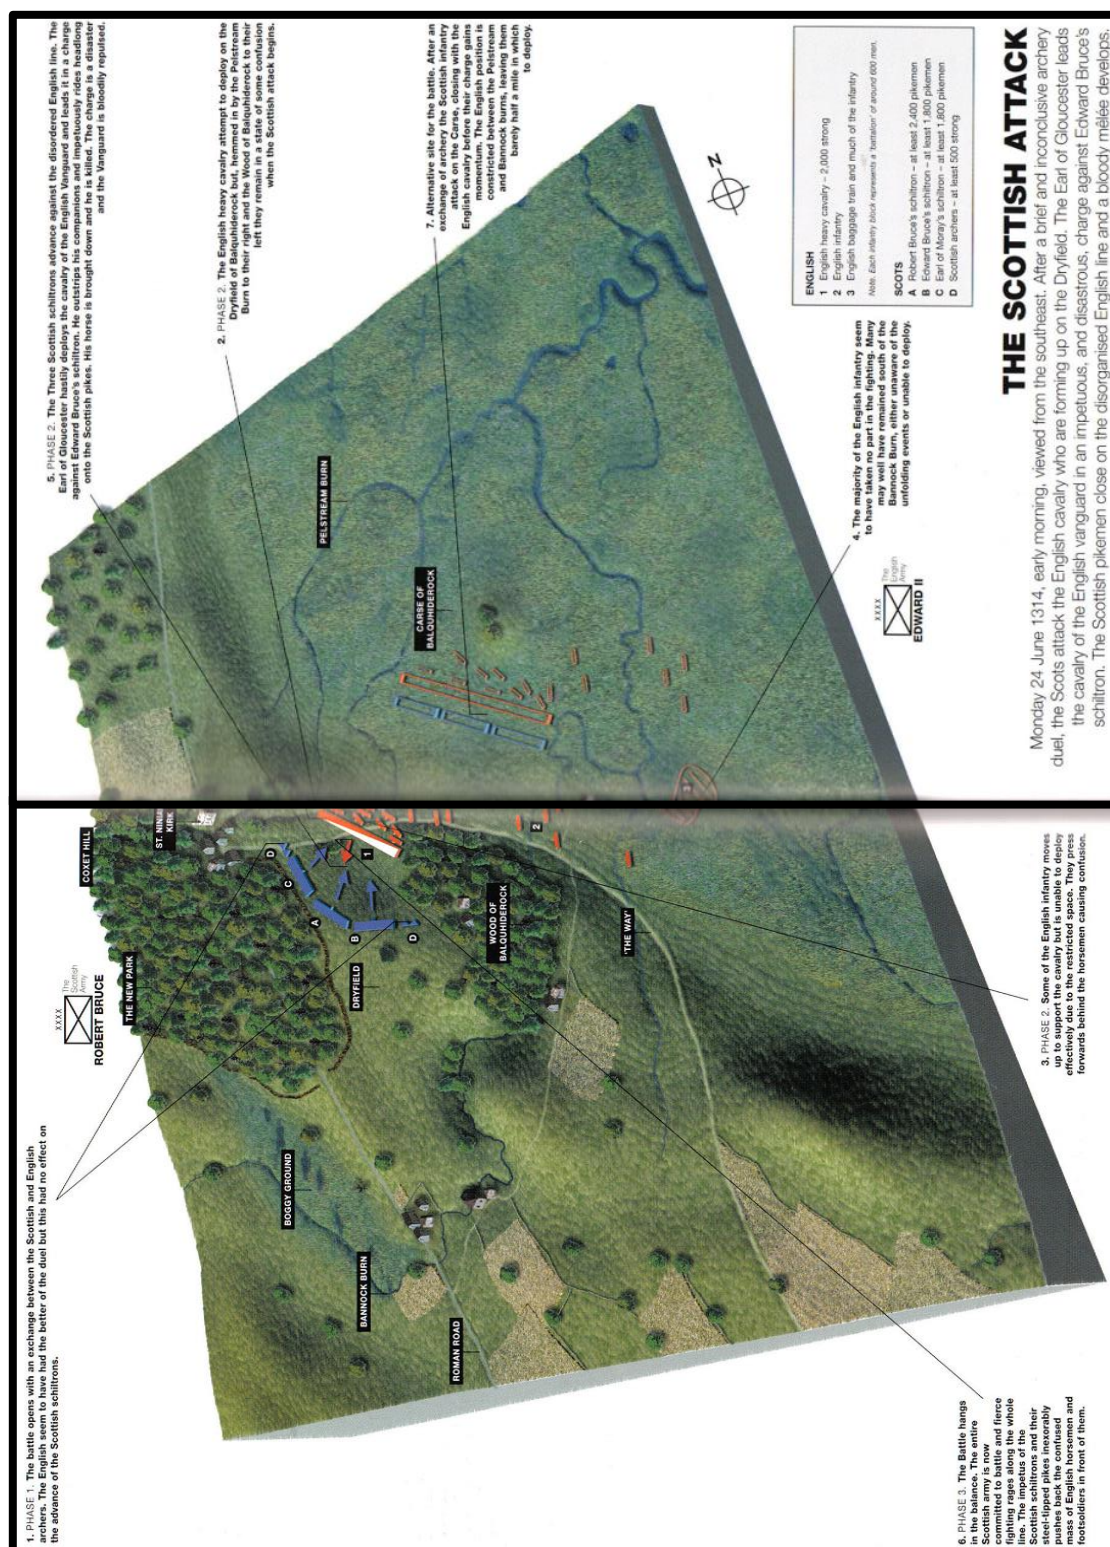 1. PHASE 1. The battle opens with an exchange between the Scottish and English
archers. The English seem to have had the better of the duel but this had no effect on
the advance of the Scottish schiltrons.
5. PHASE 2. The Three Scottish schiltrons advance against the disordered English line. The
Earl of Gloucester hastily deploys the cavalry of the English Vanguard and leads it in a charge
against Edward Bruce's schiltron. He outstrips his companions and impetuously rides headlong
onto the Scottish pikes. His horse is brought down and he is killed. The charge is a disaster
and the Vanguard is bloodily repulsed.
2. PHASE 2. The English heavy cavalry attempt to deploy on the
Dryfield of Balquhiderock but, hemmed in by the Pelstream
Burn to their right and the Wood of Balquhiderock to their
left they remain in a state of some confusion
when the Scottish attack begins.
7. Alternative site for the battle. After an
exchange of archery the Scottish infantry
attack on the Carse, closing with the
English cavalry before their charge gains
momentum. The English position is
constricted between the Pelstream
and Bannock burns, leaving them
barely half a mile in which
to deploy.
XXXX
The
Scottish
Army
ROBERT BRUCE
COXET HILL
THE NEW PARK
ST. NINIAN
KIRK
BOGGY GROUND
BANNOCK BURN
ROMAN ROAD
DRYFIELD
WOOD OF
BALQUHIDEROCK
'THE WAY'
PELSTREAM BURN
CARSE OF
BALQUHIDEROCK
D
C
A
B
D
1
2
3
N
ENGLISH
1 English heavy cavalry – 2,000 strong
2 English infantry
3 English baggage train and much of the infantry
Note. Each infantry block represents a 'battalion' of around 600 men.
SCOTS
A Robert Bruce's schiltron – at least 2,400 pikemen
B Edward Bruce's schiltron – at least 1,800 pikemen
C Earl of Moray's schiltron – at least 1,800 pikemen
D Scottish archers – at least 500 strong
4. The majority of the English infantry seem
to have taken no part in the fighting. Many
may well have remained south of the
Bannock Burn, either unaware of the
unfolding events or unable to deploy.
XXXX
The
English
Army
EDWARD II
6. PHASE 3. The Battle hangs
in the balance. The entire
Scottish army is now
committed to battle and fierce
fighting rages along the whole
line. The impetus of the
Scottish schiltrons and their
steel-tipped pikes inexorably
pushes back the confused
mass of English horsemen and
footsoldiers in front of them.
3. PHASE 2. Some of the English infantry moves
up to support the cavalry but is unable to deploy
effectively due to the restricted space. They press
forwards behind the horsemen causing confusion.
THE SCOTTISH ATTACK
Monday 24 June 1314, early morning, viewed from the southeast. After a brief and inconclusive archery
duel, the Scots attack the English cavalry who are forming up on the Dryfield. The Earl of Gloucester leads
the cavalry of the English vanguard in an impetuous, and disastrous, charge against Edward Bruce's
schiltron. The Scottish pikemen close on the disorganised English line and a bloody mêlée develops.